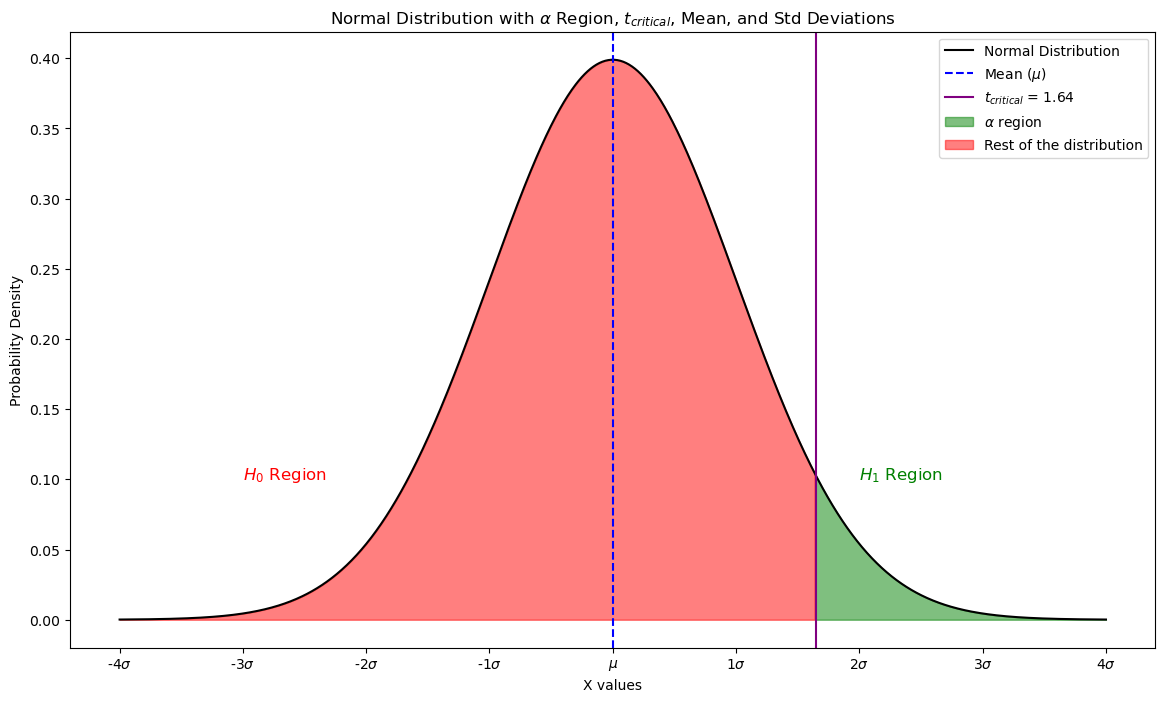 Normal Distribution with α Region, t_critical, Mean, and Std Deviations
Normal Distribution
Mean (μ)
t_critical = 1.64
α region
Rest of the distribution
Probability Density
0.40
0.35
0.30
0.25
0.20
0.15
0.10
0.05
0.00
H₀ Region
H₁ Region
-4σ -3σ -2σ -1σ μ 1σ 2σ 3σ 4σ
X values